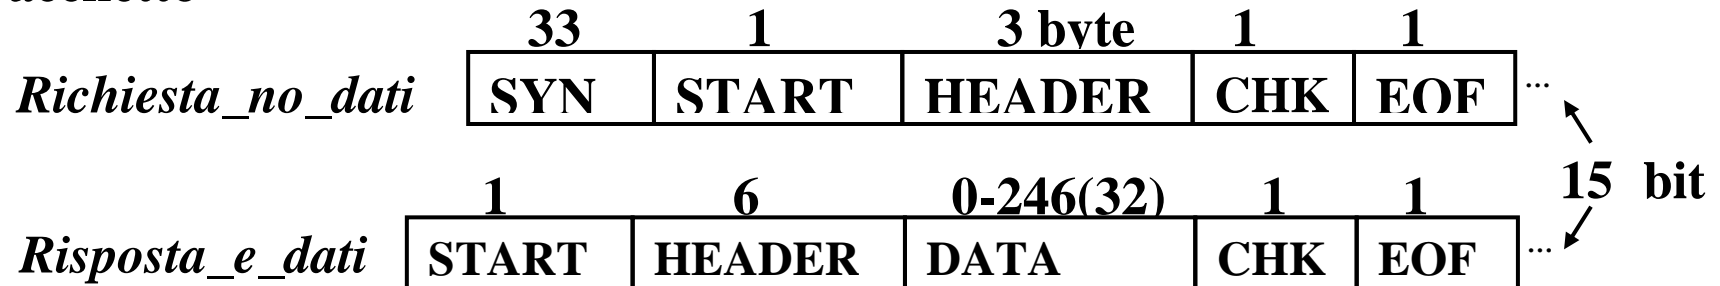 33 1 3 byte 1 1
Richiesta_no_dati SYN START HEADER CHK EOF ...
15 bit
1 6 0-246(32) 1 1
Risposta_e_dati START HEADER DATA CHK EOF ...